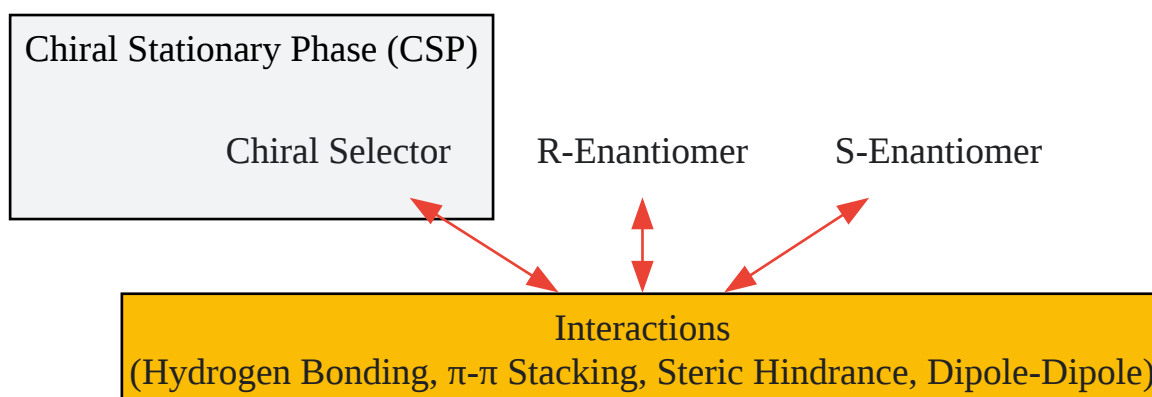 Chiral Stationary Phase (CSP)
Chiral Selector
R-Enantiomer
S-Enantiomer
Interactions
(Hydrogen Bonding, π-π Stacking, Steric Hindrance, Dipole-Dipole)